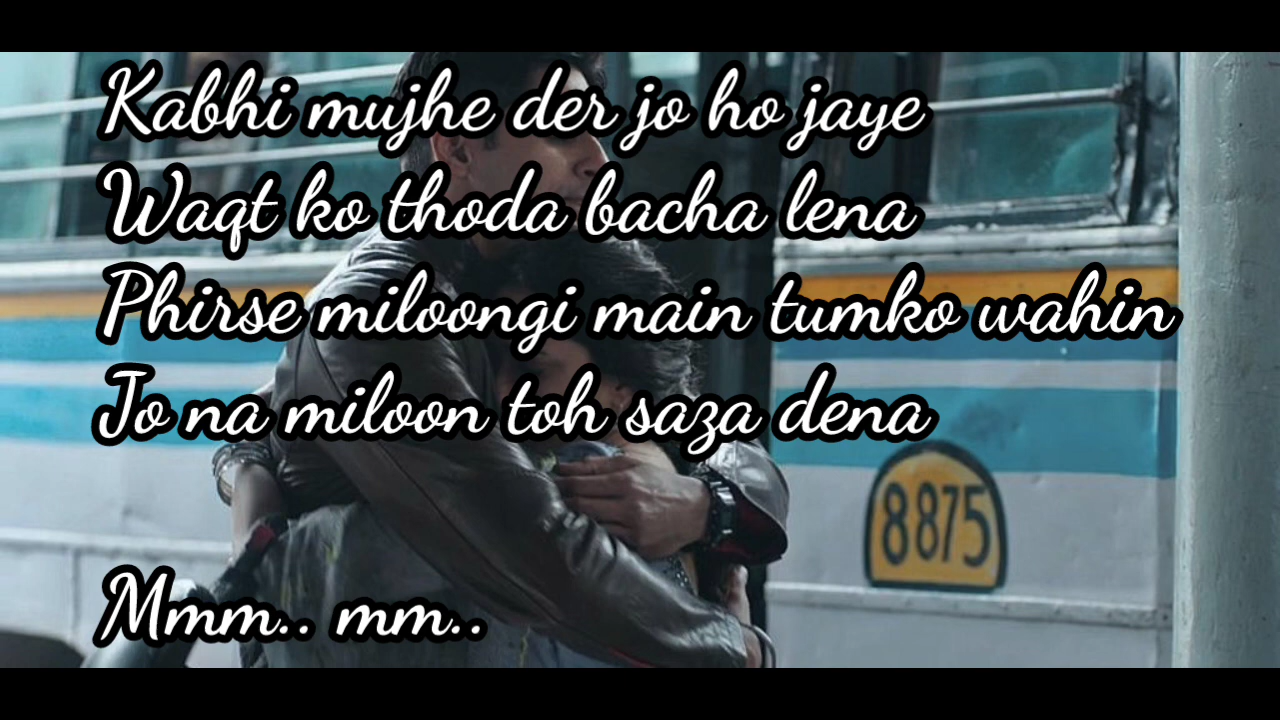 Kabhi mujhe der jo ho jaye
Waqt ko thoda bacha lena
Phirse miloongi main tumko wahin
Jo na miloon toh saza dena
8875
Mmm.. mm..